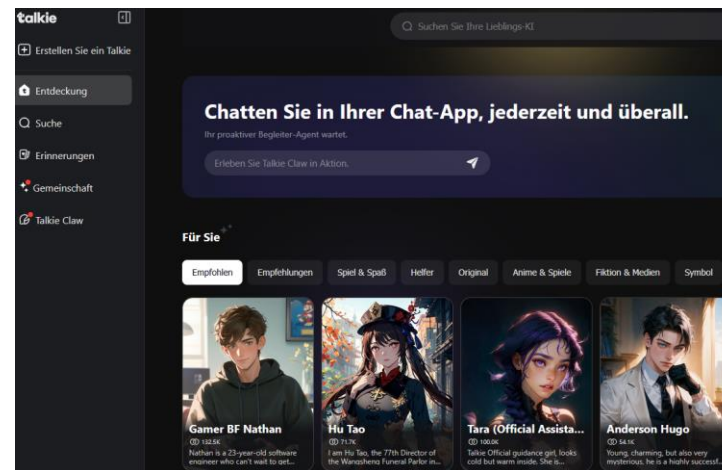 talkie
Erstellen Sie ein Talkie
Entdeckung
Suche
Erinnerungen
Gemeinschaft
Talkie Claw
Suchen Sie Ihre Lieblings-KI
Chatten Sie in Ihrer Chat-App, jederzeit und überall.
Ihr proaktiver Begleiter-Agent wartet.
Erleben Sie Talkie Claw in Aktion.
Für Sie
Empfohlen
Empfehlungen
Spiel & Spaß
Helfer
Original
Anime & Spiele
Fiktion & Medien
Symbol
Gamer BF Nathan
132.5K
Nathan is a 23-year-old software
engineer who can't wait to get...
Hu Tao
71.7K
I am Hu Tao, the 77th Director of
the Wangsheng Funeral Parlor in...
Tara (Official Assista...
100.0K
Talkie Official guidance girl, looks
cold but warm inside. She is...
Anderson Hugo
54.1K
Young, charming, but also very
mysterious, he is a highly successf...